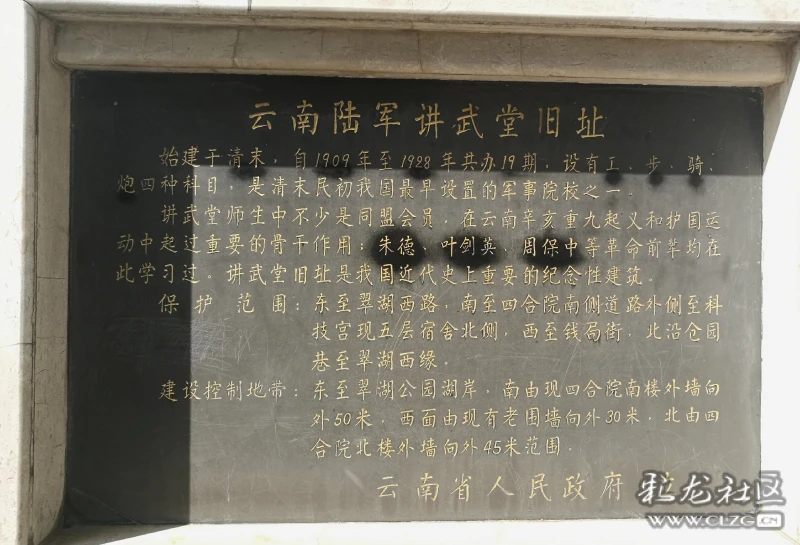 云南陆军讲武堂旧址
始建于清末，自1909年至1928年共办19期，设有工、步、骑、
炮四种科目，是清末民初我国最早设置的军事院校之一．
讲武堂师生中不少是同盟会员．在云南辛亥重九起义和护国运
动中起过重要的骨干作用；朱德、叶剑英、周保中等革命前辈均在
此学习过．讲武堂旧址是我国近代史上重要的纪念性建筑．
保护范围：东至翠湖西路，南至四合院南侧道路外侧至科
技宫现五层宿舍北侧，西至钱局街．北沿仓园
巷至翠湖西缘．
建设控制地带：东至翠湖公园湖岸，南由现四合院南楼外墙向
外50米，西面由现有老围墙向外30米．北由四
合院北楼外墙向外45米范围．
云南省人民政府
彩龙社区
WWW.CLZG.CN